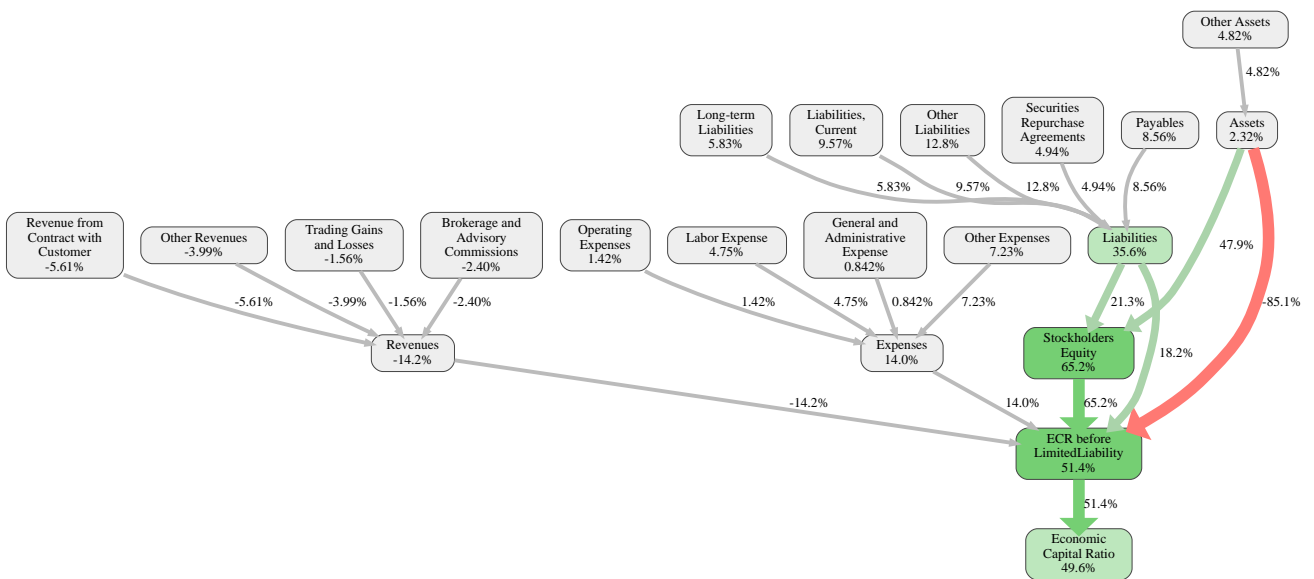 Other Assets
4.82%
4.82%
Long-term
Liabilities
5.83%
Liabilities,
Current
9.57%
Other
Liabilities
12.8%
Securities
Repurchase
Agreements
4.94%
Payables
8.56%
Assets
2.32%
5.83%
9.57%
12.8%
4.94%
8.56%
Revenue from
Contract with
Customer
-5.61%
Other Revenues
-3.99%
Trading Gains
and Losses
-1.56%
Brokerage and
Advisory
Commissions
-2.40%
Operating
Expenses
1.42%
Labor Expense
4.75%
General and
Administrative
Expense
0.842%
Other Expenses
7.23%
Liabilities
35.6%
47.9%
-5.61%
-3.99%
-1.56%
-2.40%
1.42%
4.75%
0.842%
7.23%
21.3%
-85.1%
Revenues
-14.2%
Expenses
14.0%
Stockholders
Equity
65.2%
18.2%
-14.2%
14.0%
65.2%
ECR before
LimitedLiability
51.4%
51.4%
Economic
Capital Ratio
49.6%